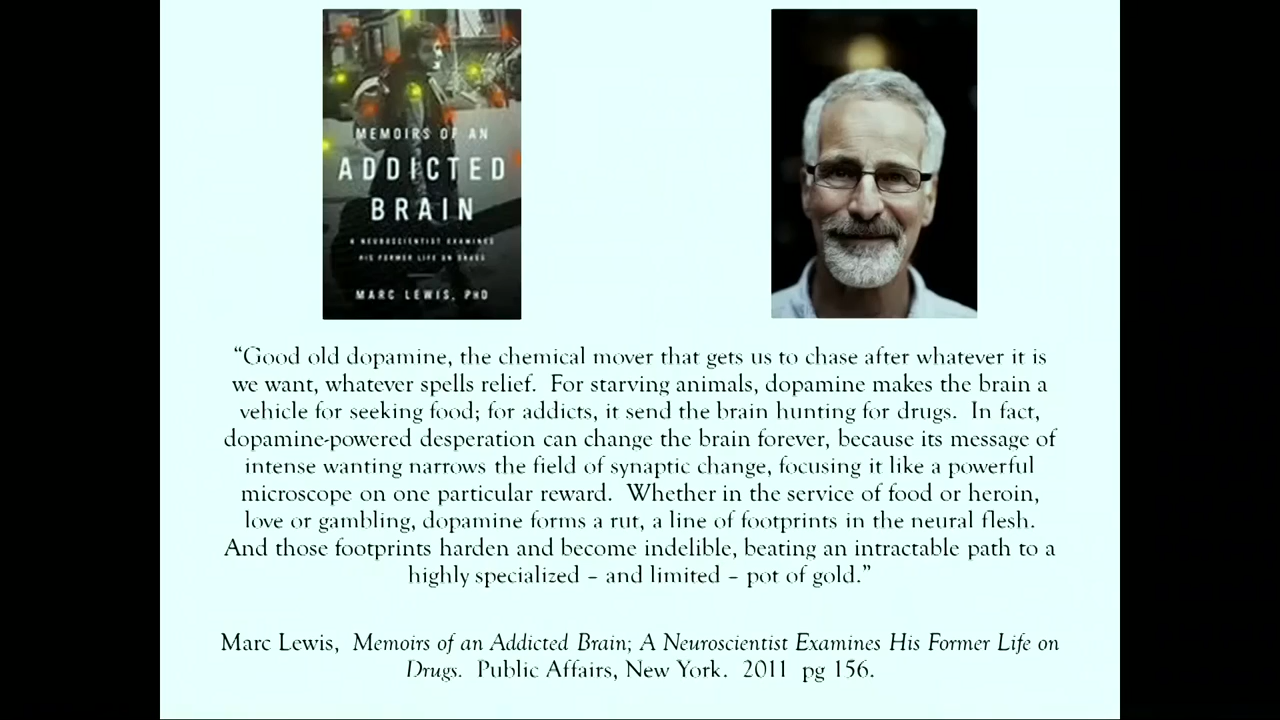 MEMOIRS OF AN
ADDICTED
BRAIN
A NEUROSCIENTIST EXAMINES
HIS FORMER LIFE ON DRUGS
MARC LEWIS, PHD
“Good old dopamine, the chemical mover that gets us to chase after whatever it is
we want, whatever spells relief. For starving animals, dopamine makes the brain a
vehicle for seeking food; for addicts, it send the brain hunting for drugs. In fact,
dopamine-powered desperation can change the brain forever, because its message of
intense wanting narrows the field of synaptic change, focusing it like a powerful
microscope on one particular reward. Whether in the service of food or heroin,
love or gambling, dopamine forms a rut, a line of footprints in the neural flesh.
And those footprints harden and become indelible, beating an intractable path to a
highly specialized – and limited – pot of gold.”
Marc Lewis, Memoirs of an Addicted Brain; A Neuroscientist Examines His Former Life on
Drugs. Public Affairs, New York. 2011 pg 156.